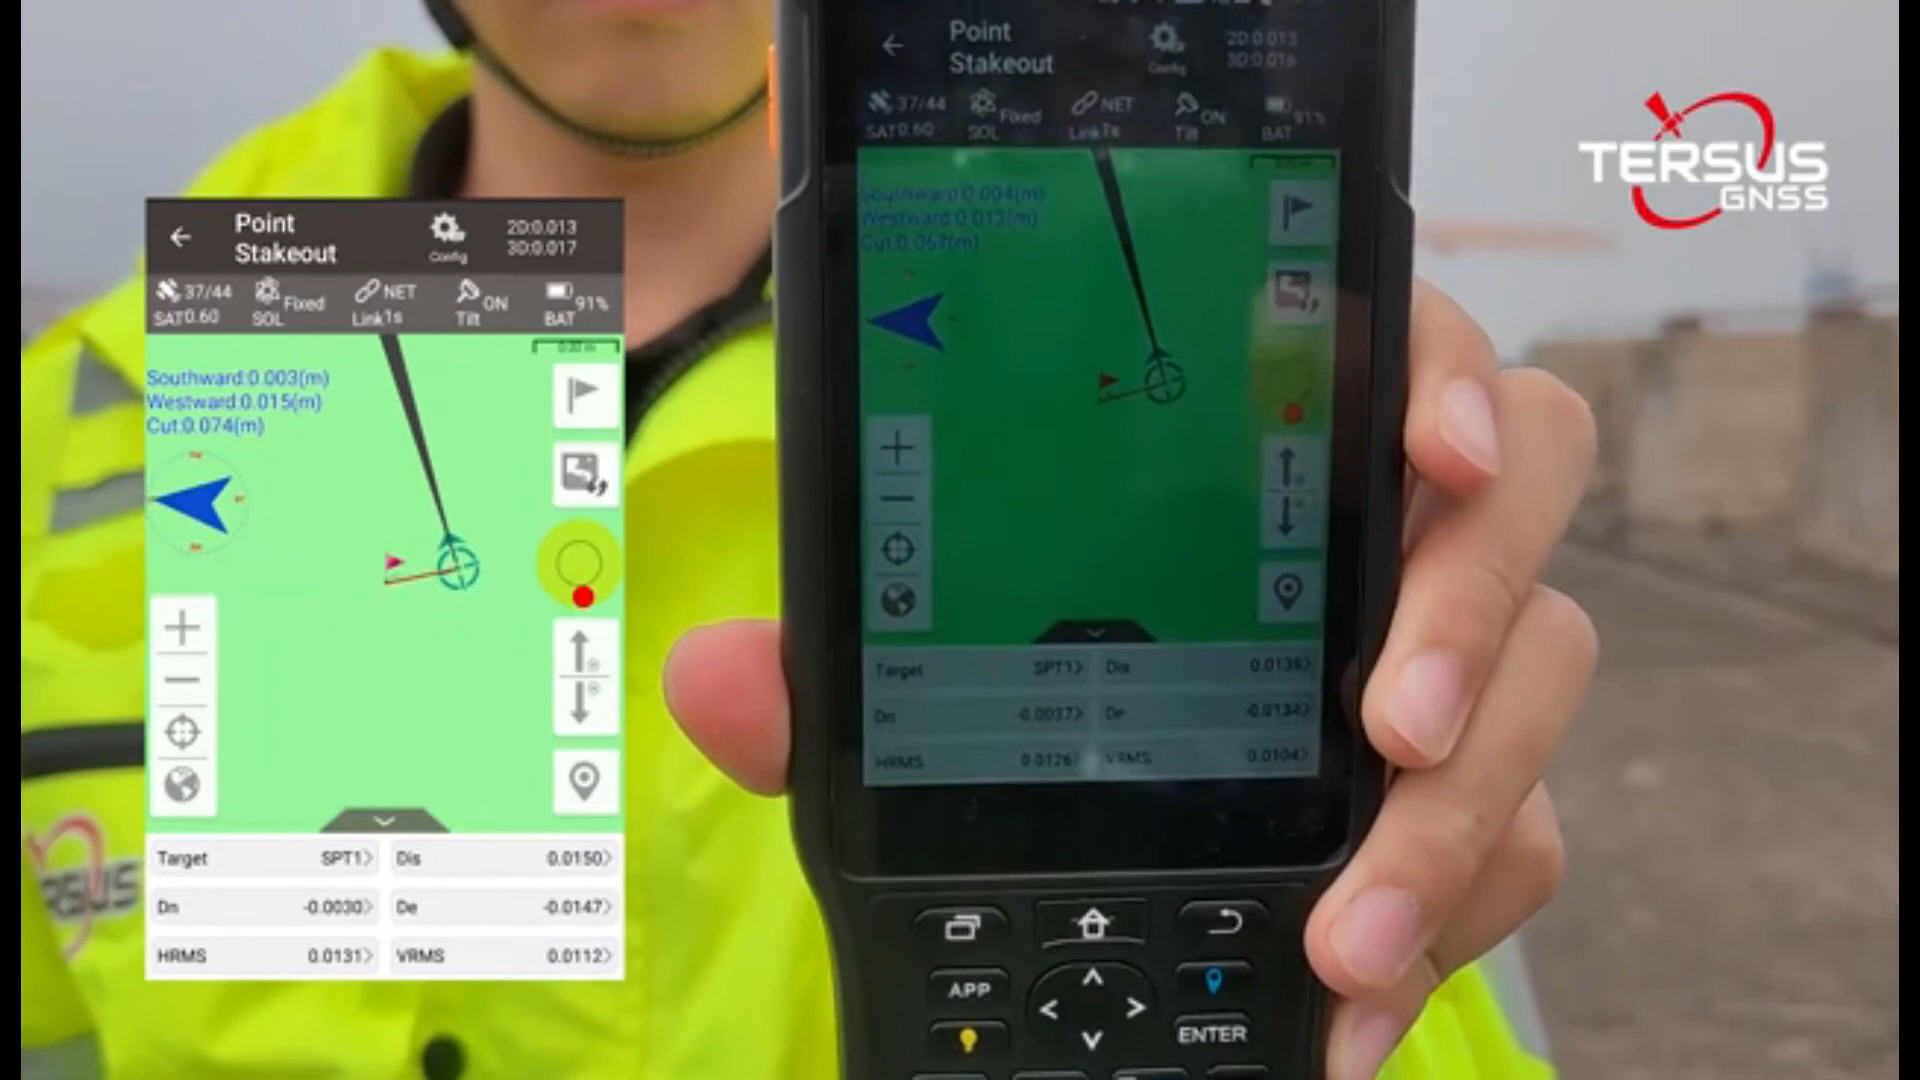 Point
Stakeout
Config
2D:0.013
3D:0.017
37/44
SAT0.60
Fixed
SOL
NET
Link1s
ON
Tilt
91%
BAT
Southward:0.003(m)
Westward:0.015(m)
Cut:0.074(m)
Target SPT1 Dis 0.0150
Dn -0.0030 De -0.0147
HRMS 0.0131 VRMS 0.0112
Point
Stakeout
Config
2D:0.013
3D:0.016
37/44
SAT0.60
Fixed
SOL
NET
Link1s
ON
Tilt
91%
BAT
Southward:0.004(m)
Westward:0.013(m)
Cut:0.067(m)
Target SPT1 Dis 0.0139
Dn -0.0037 De
HRMS 0.0126 VRMS 0.0104
APP
ENTER
TERSUS
GNSS